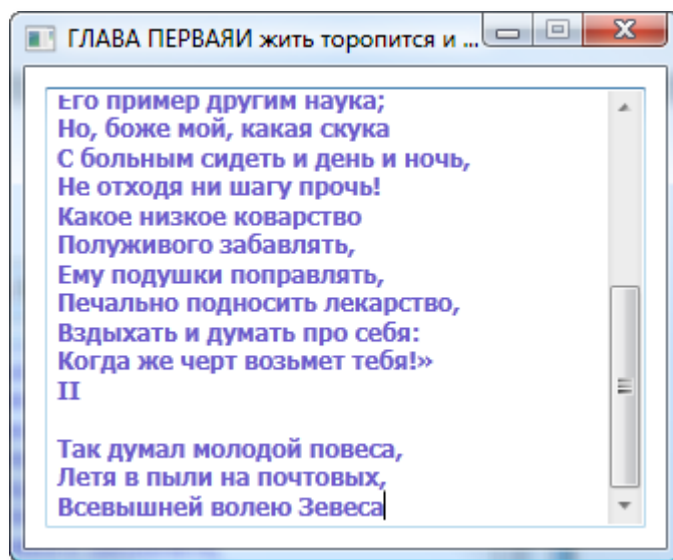 ГЛАВА ПЕРВАЯИ жить торопится и ...
Его пример другим наука;
Но, боже мой, какая скука
С больным сидеть и день и ночь,
Не отходя ни шагу прочь!
Какое низкое коварство
Полуживого забавлять,
Ему подушки поправлять,
Печально подносить лекарство,
Вздыхать и думать про себя:
Когда же черт возьмет тебя!»
II
Так думал молодой повеса,
Летя в пыли на почтовых,
Всевышней волею Зевеса